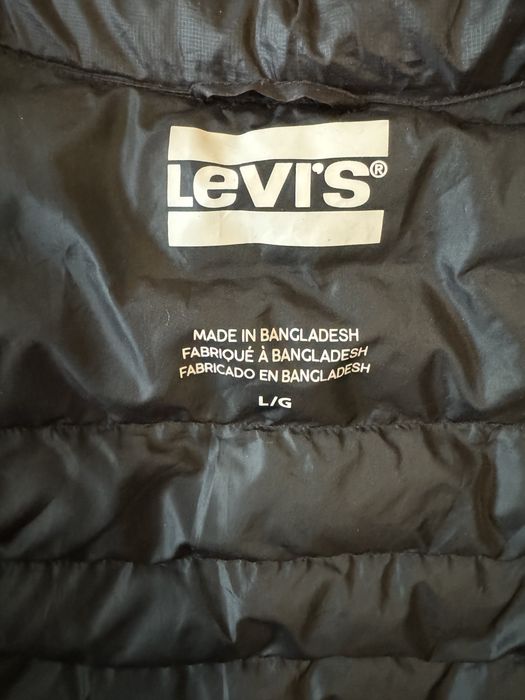 LeVI'S®
MADE IN BANGLADESH
FABRIQUÉ À BANGLADESH
FABRICADO EN BANGLADESH
L/G